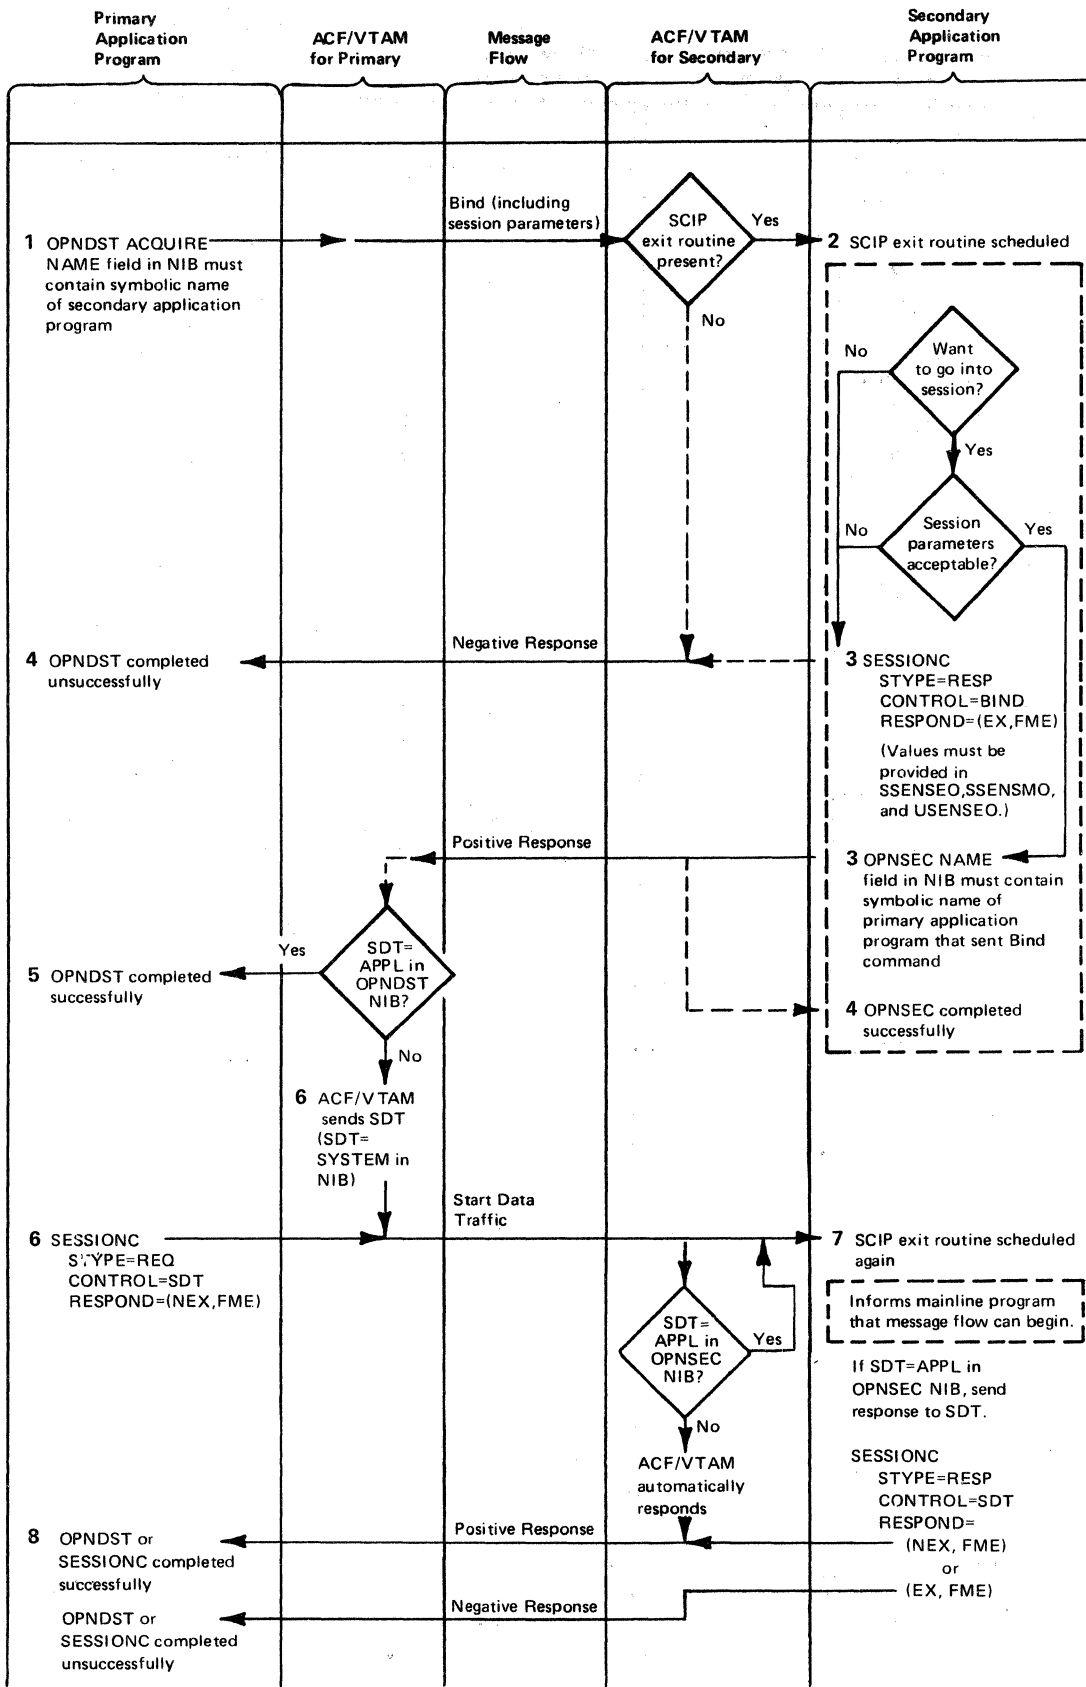 Primary
Application
Program
ACF/VTAM
for Primary
Message
Flow
ACF/VTAM
for Secondary
Secondary
Application
Program
Bind (including
session parameters)
SCIP
exit routine
present?
Yes
No
1 OPNDST ACQUIRE
NAME field in NIB must
contain symbolic name
of secondary application
program
2 SCIP exit routine scheduled
Want
to go into
session?
No
Yes
Session
parameters
acceptable?
No
Yes
Negative Response
4 OPNDST completed
unsuccessfully
3 SESSIONC
STYPE=RESP
CONTROL=BIND
RESPOND=(EX,FME)
(Values must be
provided in
SSENSEO,SSENSMO,
and USENSEO.)
Positive Response
3 OPNSEC NAME
field in NIB must contain
symbolic name of
primary application
program that sent Bind
command
SDT=
APPL in
OPNDST
NIB?
Yes
No
5 OPNDST completed
successfully
4 OPNSEC completed
successfully
6 ACF/VTAM
sends SDT
(SDT=
SYSTEM in
NIB)
Start Data
Traffic
6 SESSIONC
STYPE=REQ
CONTROL=SDT
RESPOND=(NEX,FME)
7 SCIP exit routine scheduled
again
Informs mainline program
that message flow can begin.
SDT=
APPL in
OPNSEC
NIB?
Yes
No
If SDT=APPL in
OPNSEC NIB, send
response to SDT.
ACF/VTAM
automatically
responds
SESSIONC
STYPE=RESP
CONTROL=SDT
RESPOND=
(NEX, FME)
or
(EX, FME)
Positive Response
8 OPNDST or
SESSIONC completed
successfully
Negative Response
OPNDST or
SESSIONC completed
unsuccessfully